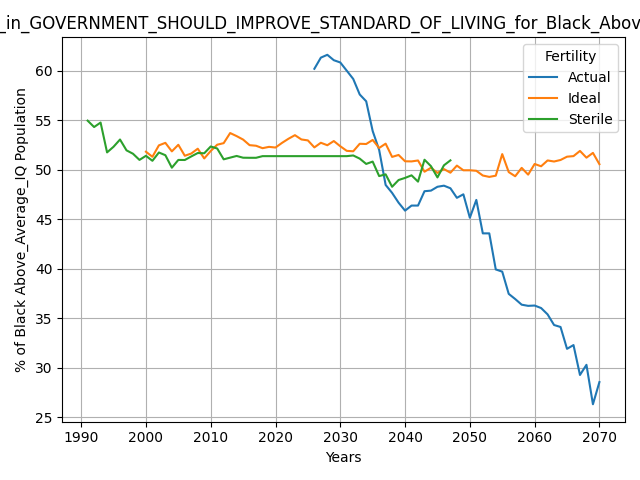 _in_GOVERNMENT_SHOULD_IMPROVE_STANDARD_OF_LIVING_for_Black_Abov
Fertility
Actual
Ideal
Sterile
% of Black Above_Average_IQ Population
60
55
50
45
40
35
30
25
1990 2000 2010 2020 2030 2040 2050 2060 2070
Years